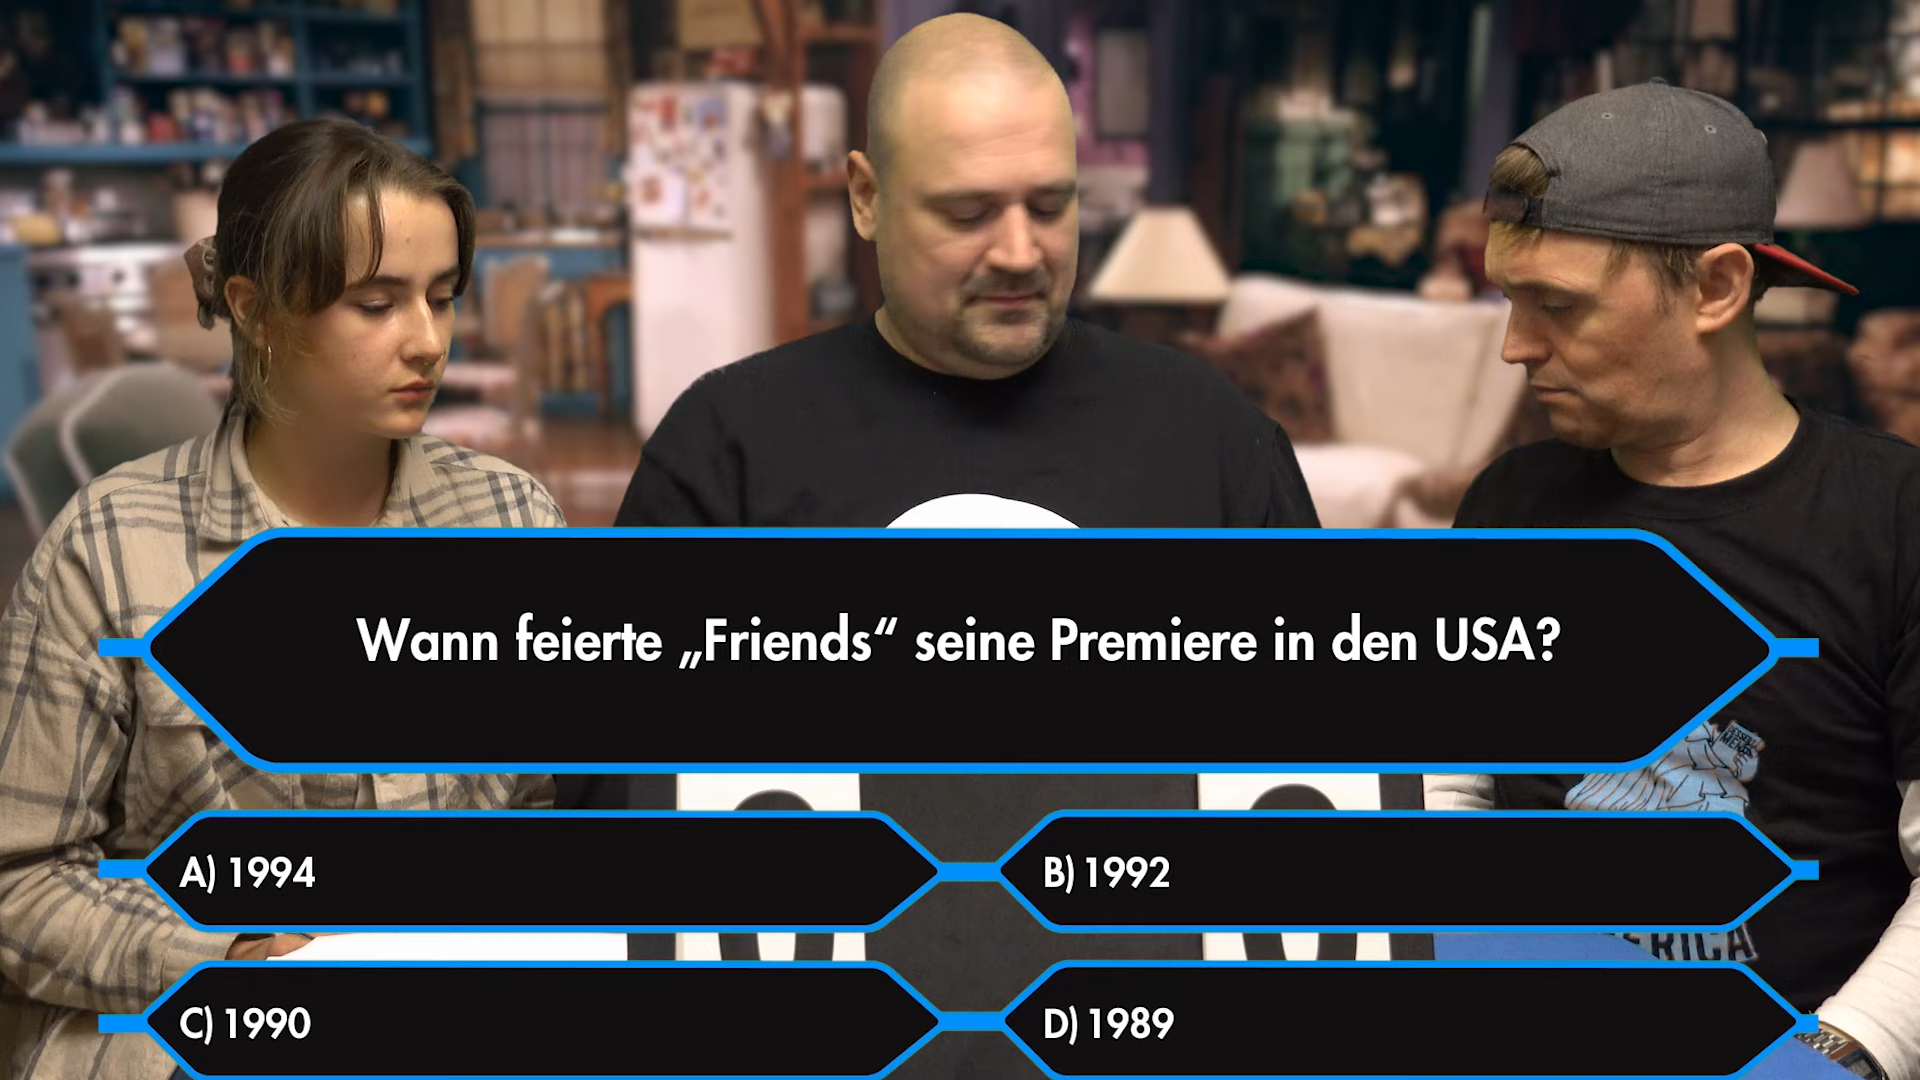 Wann feierte „Friends“ seine Premiere in den USA?
A) 1994
B) 1992
C) 1990
D) 1989